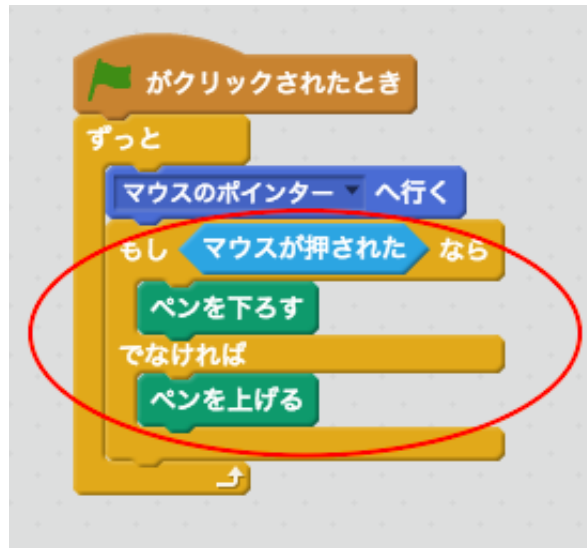 がクリックされたとき
ずっと
マウスのポインター へ行く
もし マウスが押された なら
ペンを下ろす
でなければ
ペンを上げる